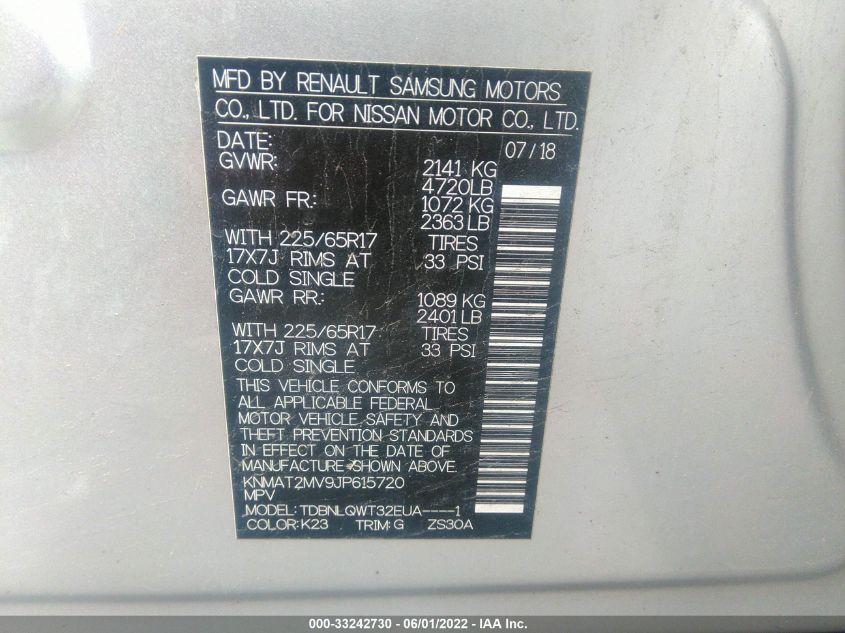 MFD BY RENAULT SAMSUNG MOTORS
CO., LTD. FOR NISSAN MOTOR CO., LTD.
DATE: 07/18
GVWR: 2141 KG
4720LB
GAWR FR.: 1072 KG
2363 LB
WITH 225/65R17 TIRES
17X7J RIMS AT 33 PSI
COLD SINGLE
GAWR RR.: 1089 KG
2401 LB
WITH 225/65R17 TIRES
17X7J RIMS AT 33 PSI
COLD SINGLE
THIS VEHICLE CONFORMS TO
ALL APPLICABLE FEDERAL
MOTOR VEHICLE SAFETY AND
THEFT PREVENTION STANDARDS
IN EFFECT ON THE DATE OF
MANUFACTURE SHOWN ABOVE.
KNMAT2MV9JP615720
MPV
MODEL: TDBNLQWT32EUA----1
COLOR: K23 TRIM: G ZS30A
000-33242730 - 06/01/2022 - IAA Inc.